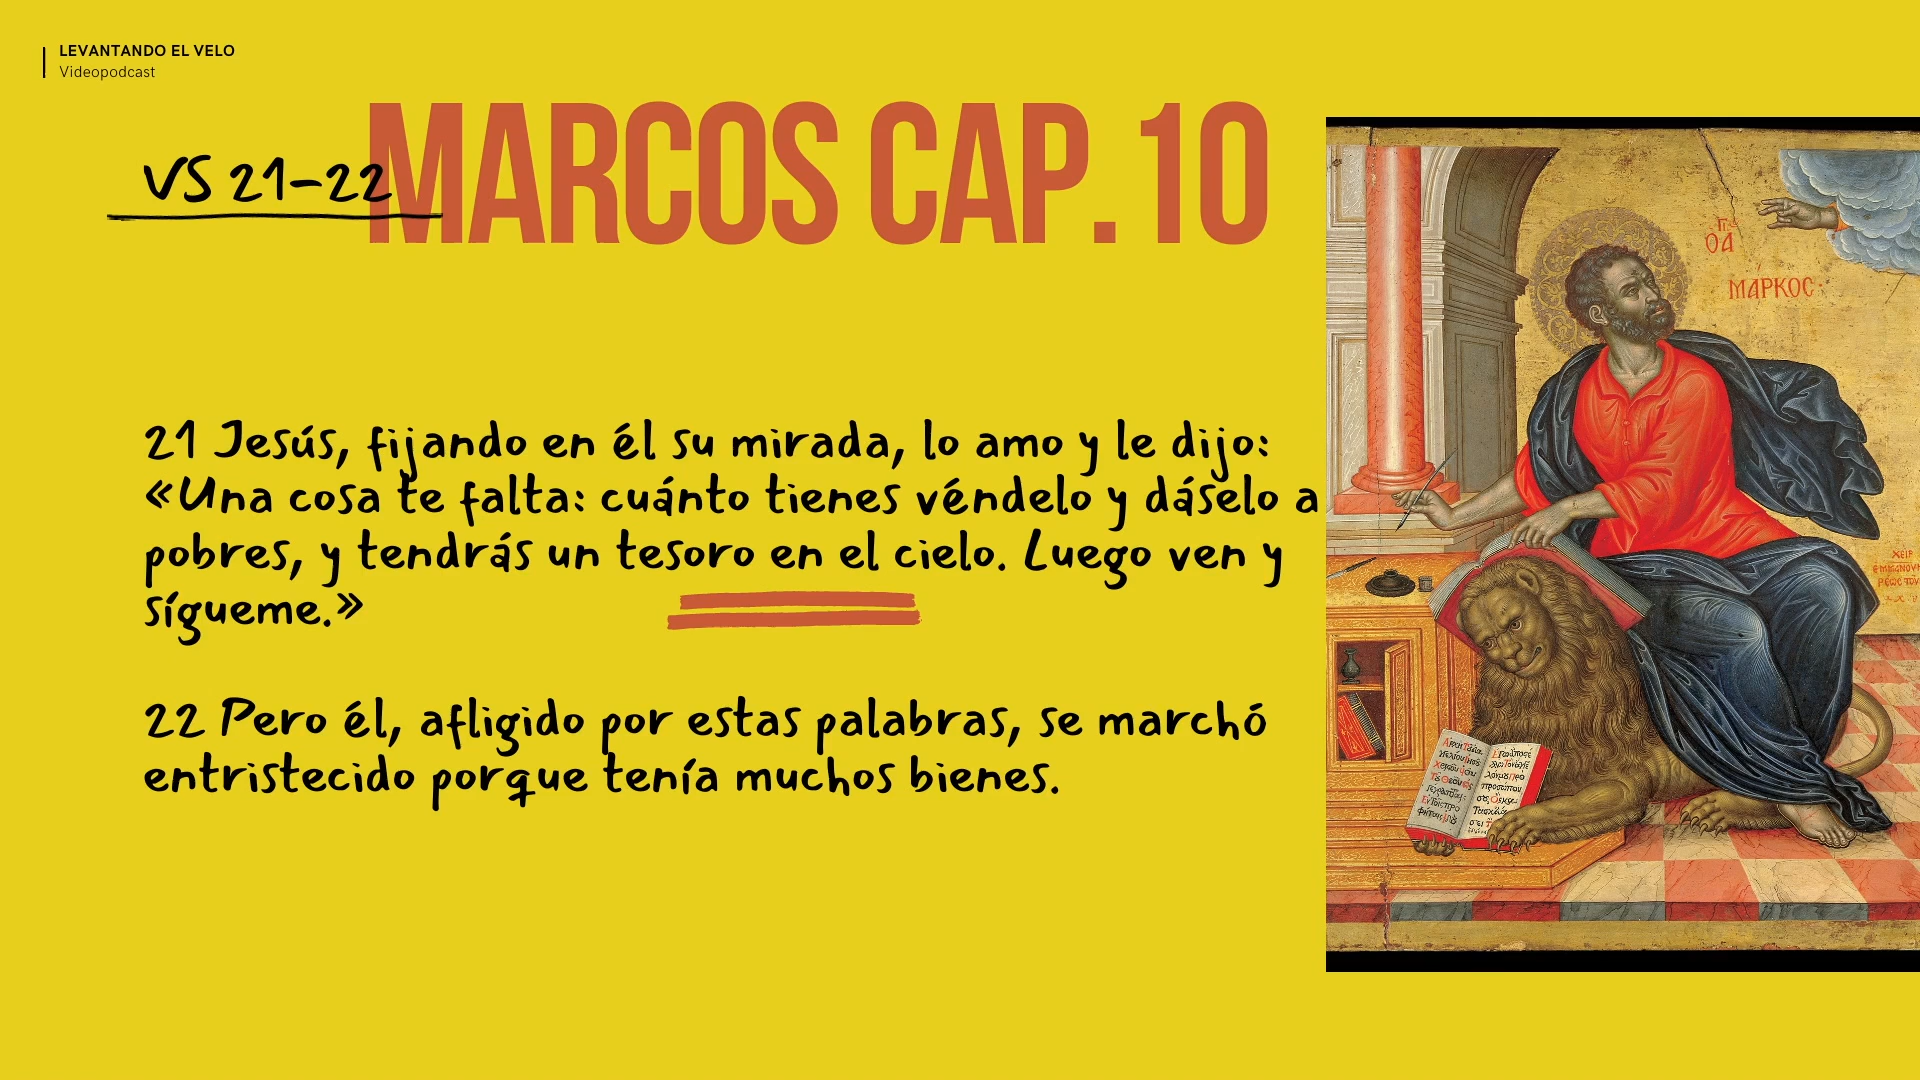 LEVANTANDO EL VELO
Videopodcast
MARCOS CAP. 10
VS 21-22
21 Jesús, fijando en él su mirada, lo amo y le dijo:
«Una cosa te falta: cuánto tienes véndelo y dáselo a
pobres, y tendrás un tesoro en el cielo. Luego ven y
sígueme.»
22 Pero él, afligido por estas palabras, se marchó
entristecido porque tenía muchos bienes.
ΜΆΡΚΟC